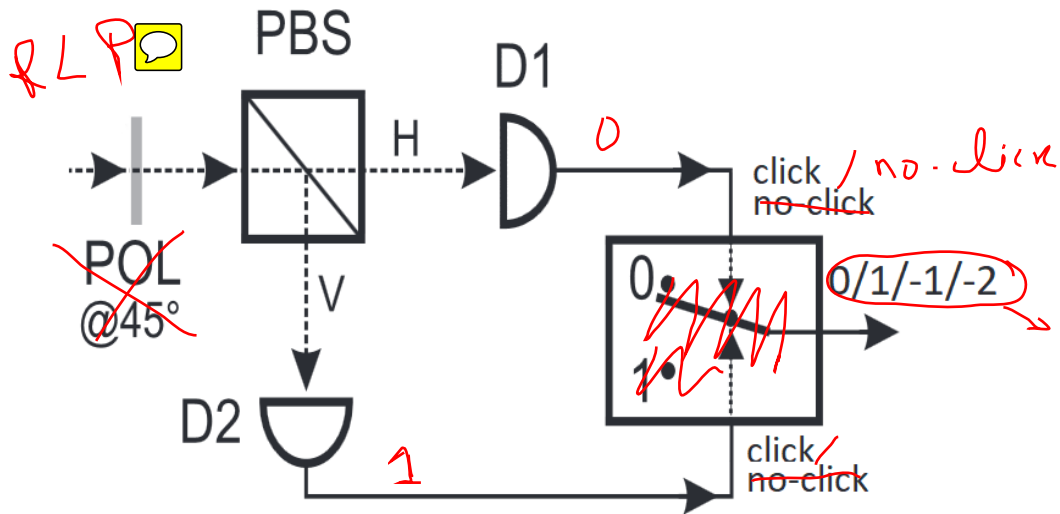 RLP
PBS
D1
H
0
click / no-click
no-click
POL
@45°
V
0
0/1/-1/-2
1
D2
1
click/
no-click